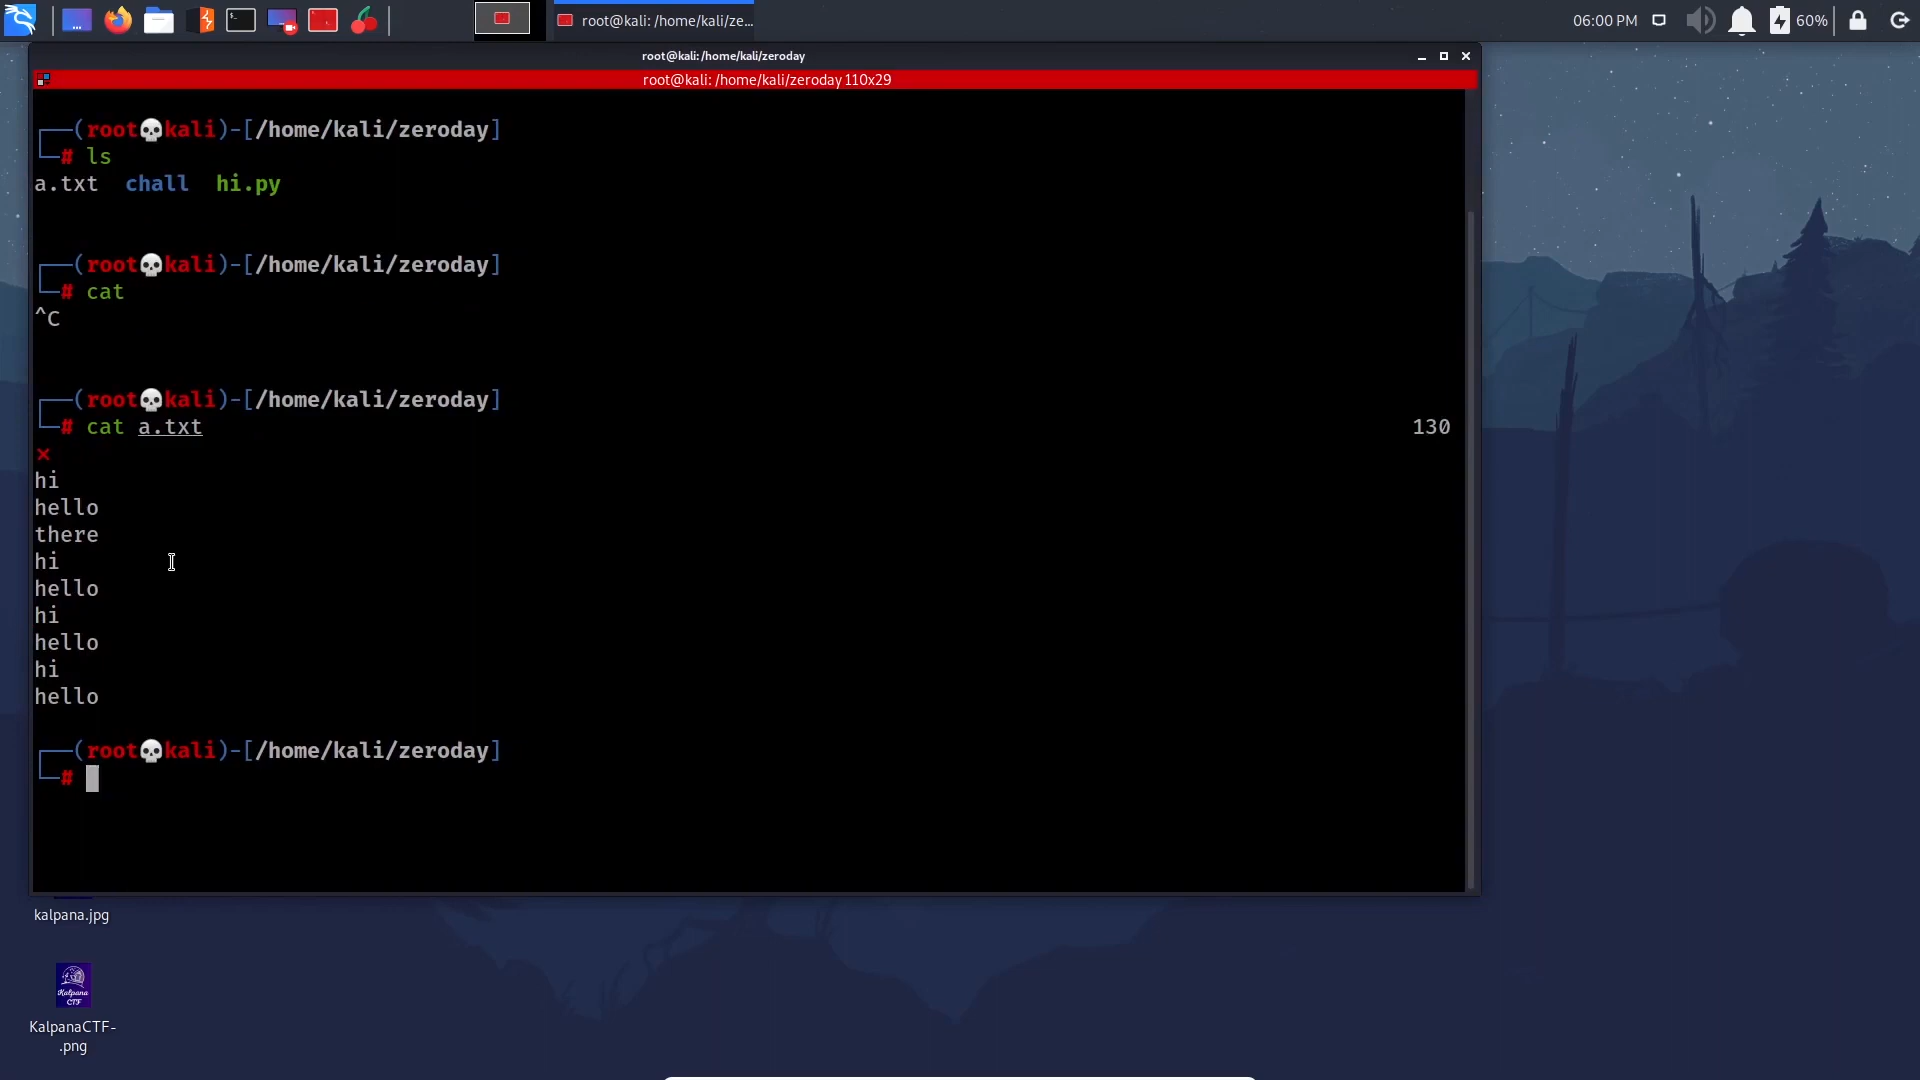 root@kali: /home/kali/ze...
06:00 PM
60%
root@kali:/home/kali/zeroday
root@kali: /home/kali/zeroday 110x29
┌──(root💀kali)-[/home/kali/zeroday]
└─# ls
a.txt  chall  hi.py
┌──(root💀kali)-[/home/kali/zeroday]
└─# cat
^C
┌──(root💀kali)-[/home/kali/zeroday]
└─# cat a.txt 130
⨯
hi
hello
there
hi
hello
hi
hello
hi
hello
┌──(root💀kali)-[/home/kali/zeroday]
└─#
kalpana.jpg
Kalpana
CTF
KalpanaCTF-
.png